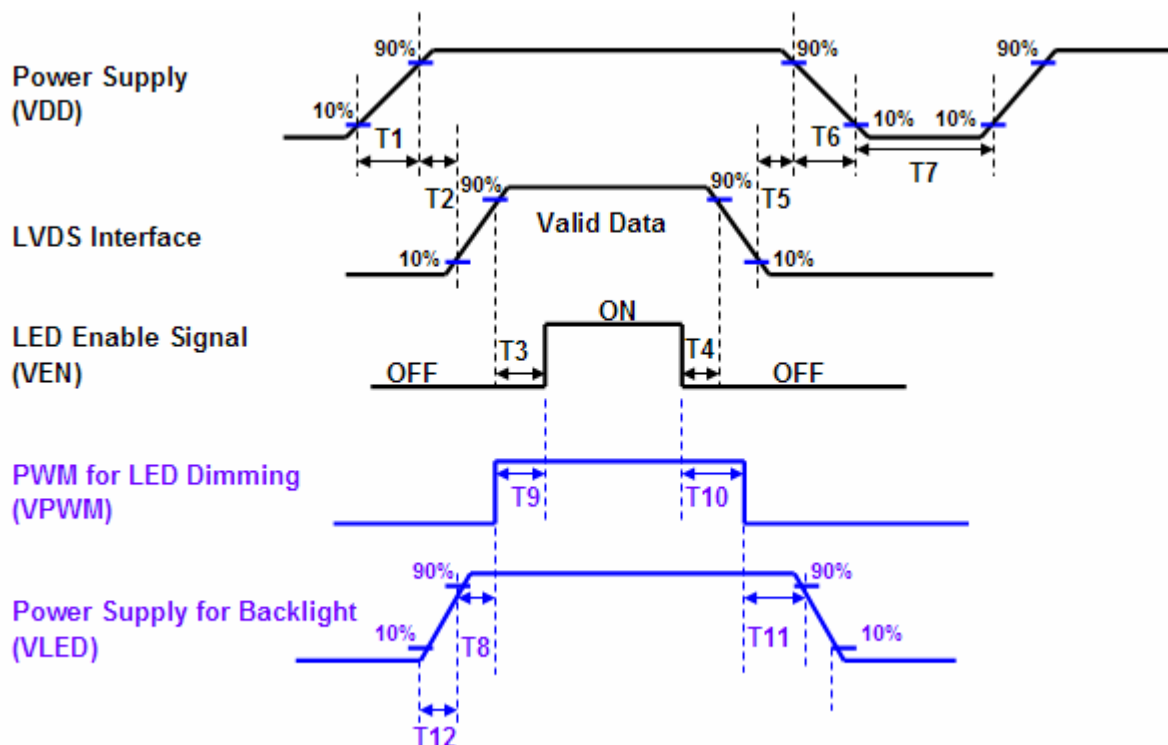 90%
90%
90%
Power Supply
(VDD)
10%
10%
10%
10%
T1
T6
T7
T2
90%
90%
T5
LVDS Interface
Valid Data
10%
10%
LED Enable Signal
(VEN)
ON
T3
T4
OFF
OFF
PWM for LED Dimming
(VPWM)
T9
T10
90%
90%
Power Supply for Backlight
(VLED)
10%
T8
T11
10%
T12